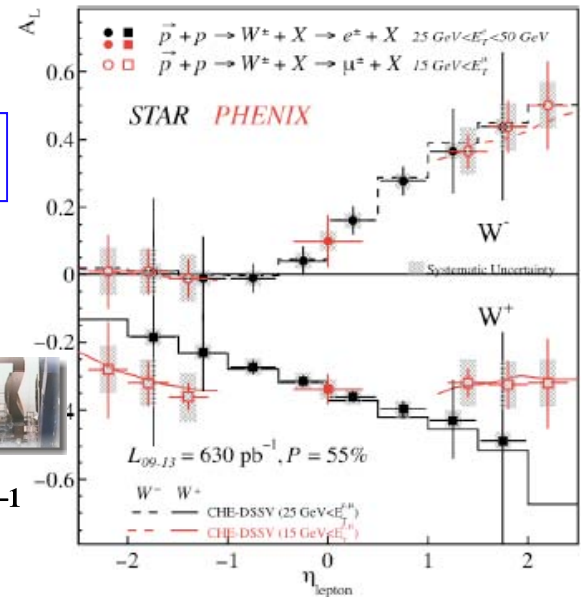 A_L
p⃗ + p → W± + X → e± + X 25 GeV<E_T^e<50 GeV
p⃗ + p → W± + X → μ± + X 15 GeV<E_T^μ
STAR PHENIX
W-
Systematic Uncertainty
W+
L_09-13 = 630 pb^-1, P = 55%
W- W+
CHE-DSSV (25 GeV<E_T
CHE-DSSV (15 GeV<E_T
0.6
0.4
0.2
0
−0.2
−0.6
-1
−2 −1 0 1 2
η_lepton